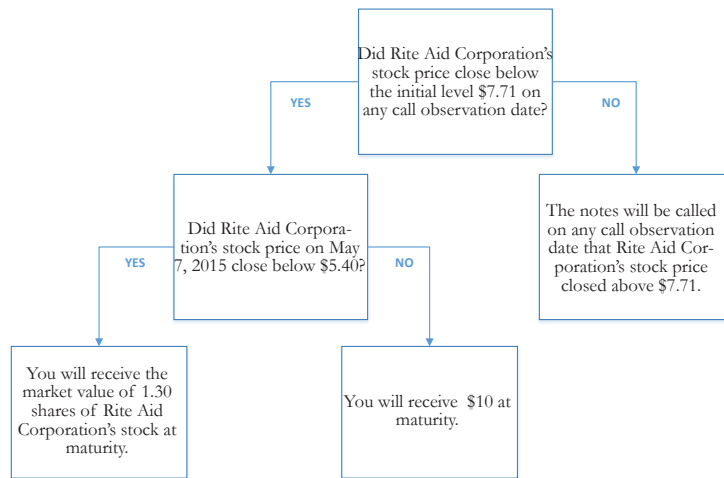 Did Rite Aid Corporation's
stock price close below
the initial level $7.71 on
any call observation date?
YES
NO
Did Rite Aid Corpora-
tion's stock price on May
7, 2015 close below $5.40?
The notes will be called
on any call observation
date that Rite Aid Cor-
poration's stock price
closed above $7.71.
YES
NO
You will receive the
market value of 1.30
shares of Rite Aid
Corporation's stock at
maturity.
You will receive $10 at
maturity.